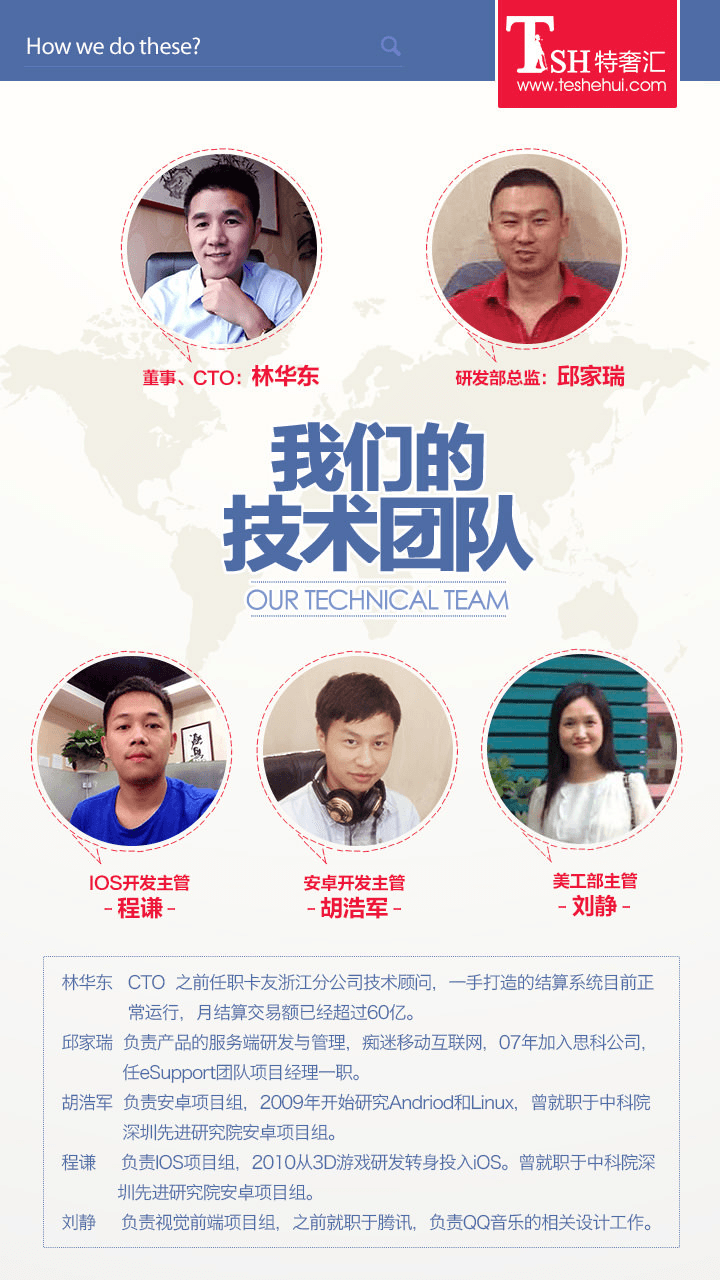 How we do these?
TSH 特奢汇
www.teshehui.com
董事、CTO：林华东
研发部总监：邱家瑞
我们的
技术团队
OUR TECHNICAL TEAM
IOS开发主管
- 程谦 -
安卓开发主管
- 胡浩军 -
美工部主管
- 刘静 -
林华东 CTO 之前任职卡友浙江分公司技术顾问，一手打造的结算系统目前正
常运行，月结算交易额已经超过60亿。
邱家瑞 负责产品的服务端研发与管理，痴迷移动互联网，07年加入思科公司，
任eSupport团队项目经理一职。
胡浩军 负责安卓项目组，2009年开始研究Andriod和Linux，曾就职于中科院
深圳先进研究院安卓项目组。
程谦 负责IOS项目组，2010从3D游戏研发转身投入iOS。曾就职于中科院深
圳先进研究院安卓项目组。
刘静 负责视觉前端项目组，之前就职于腾讯，负责QQ音乐的相关设计工作。